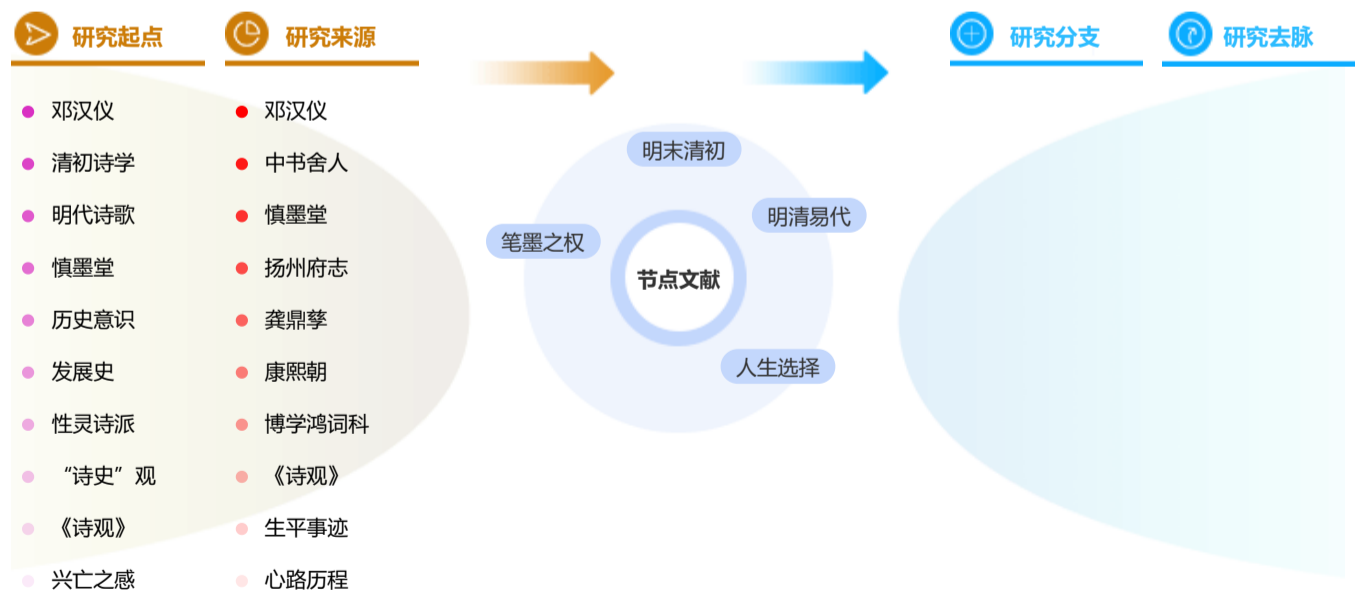 研究起点
研究来源
研究分支
研究去脉
邓汉仪
清初诗学
明代诗歌
慎墨堂
历史意识
发展史
性灵诗派
“诗史”观
《诗观》
兴亡之感
邓汉仪
中书舍人
慎墨堂
扬州府志
龚鼎孳
康熙朝
博学鸿词科
《诗观》
生平事迹
心路历程
明末清初
明清易代
笔墨之权
节点文献
人生选择